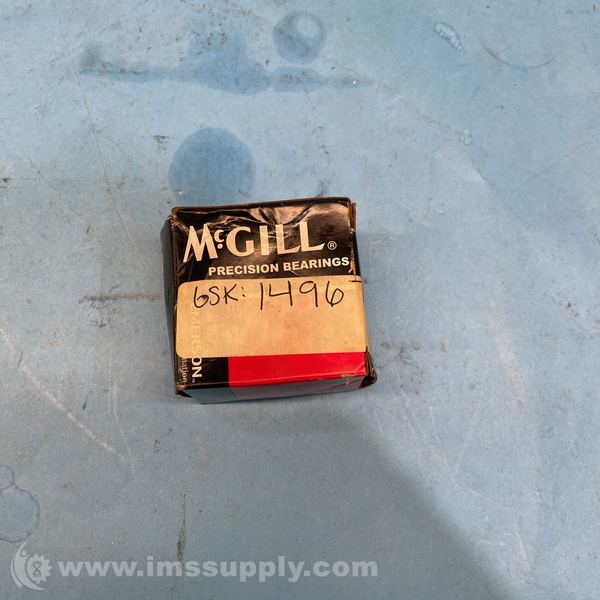 McGILL®
PRECISION BEARINGS
GSK: 1496
www.imssupply.com